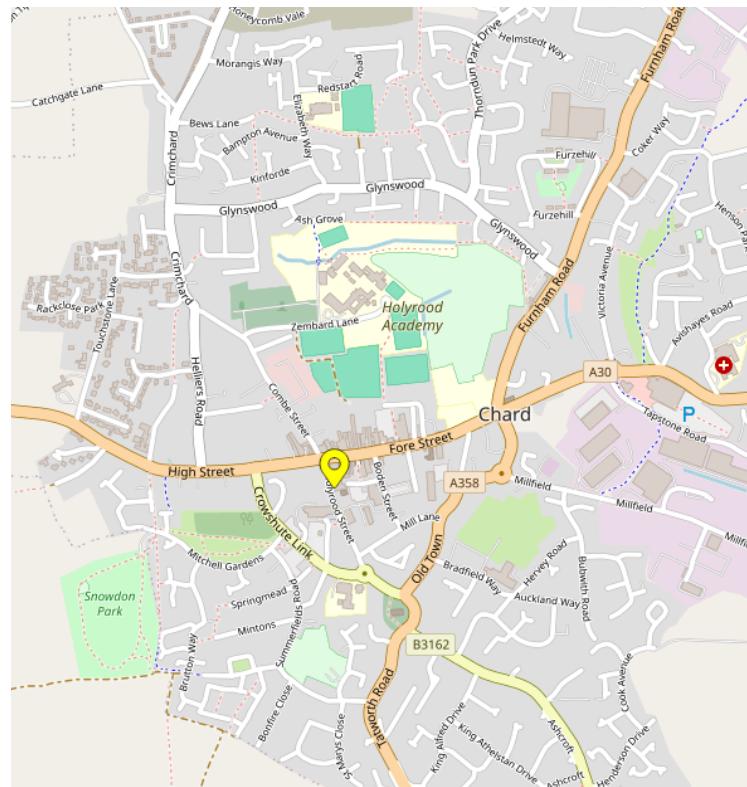 Honeycomb Vale
Morangis Way
Redstart Road
Helmstedt Way
Thorndun Park Drive
Furnham Road
Catchgate Lane
Bews Lane
Elizabeth Way
Bampton Avenue
Kinforde
Crimchard
Coker Way
Furzehill
Glynswood
Glynswood
Ash Grove
Furzehill
Glynswood
Henson Park
Victoria Avenue
Crimchard
Touchstone Lane
Rackclose Park
Holyrood
Academy
Zembard Lane
Furnham Road
Avishayes Road
Helliers Road
Combe Street
A30
Chard
P
Tapstone Road
Fore Street
High Street
Boden Street
A358
Holyrood Street
Millfield
Millfield
Millfield
Crowshute Link
Mill Lane
Old Town
Mitchell Gardens
Hervey Road
Bubwith Road
Bradfield Way
Auckland Way
Snowdon
Park
Springmead
Summerfields Road
Mintons
B3162
Brutton Way
Cook Avenue
Tatworth Road
Bonfire Close
St Marys Close
King Alfred Drive
King Athelstan Drive
Ashcroft
Henderson Drive
Ashcroft